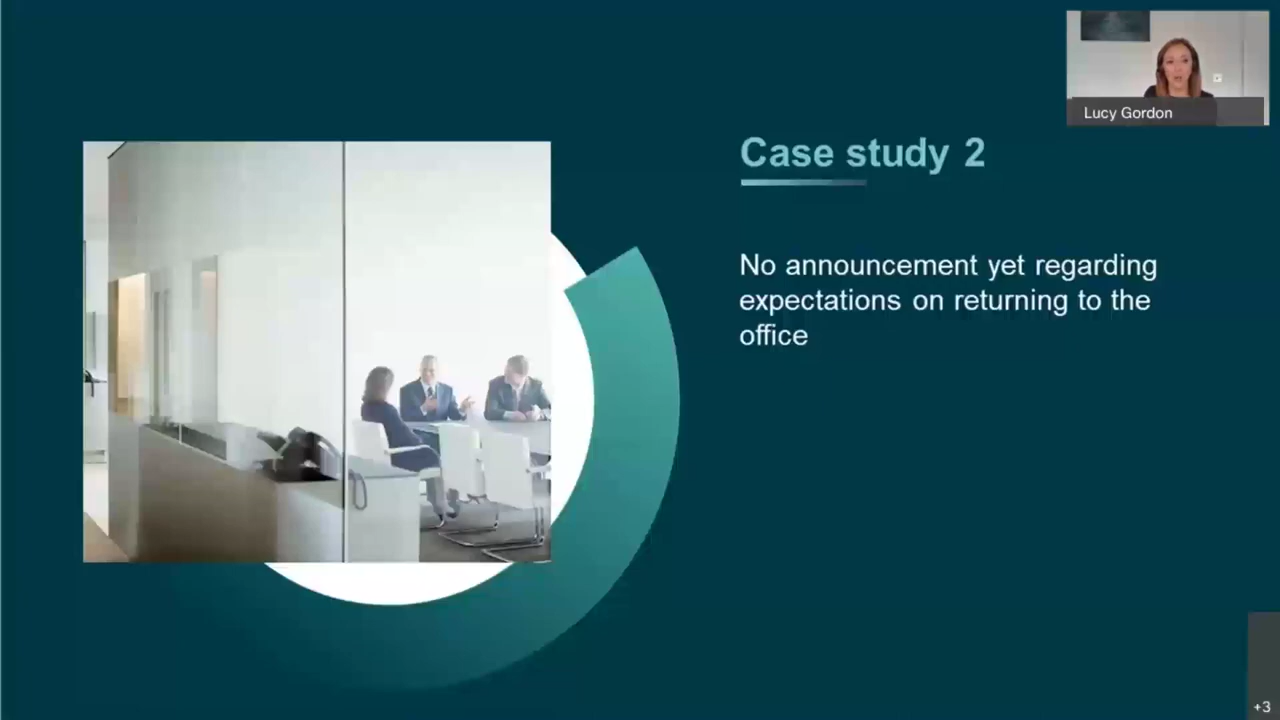 Lucy Gordon
Case study 2
No announcement yet regarding
expectations on returning to the
office
+3